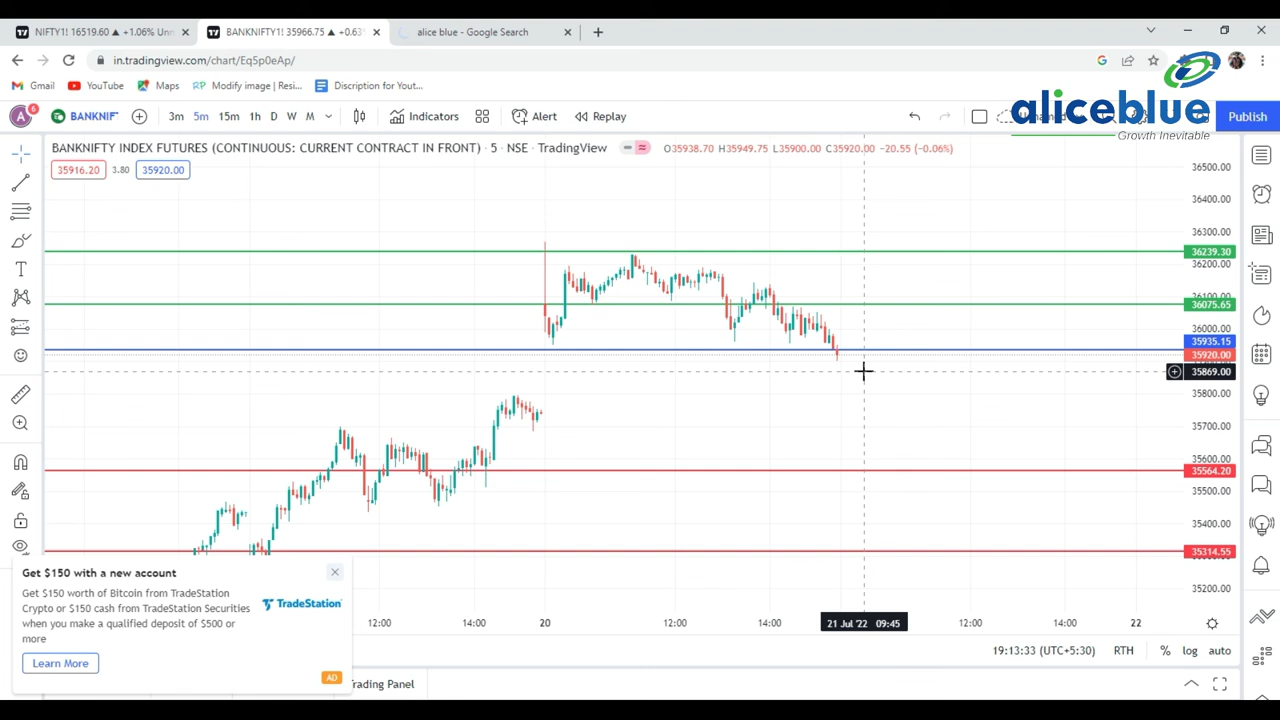 NIFTY1! 16519.60 ▲ +1.06% Unn
BANKNIFTY1! 35966.75 ▲ +0.63%
alice blue - Google Search
in.tradingview.com/chart/Eq5p0eAp/
Gmail
YouTube
Maps
Modify image | Resi...
Discription for Yout...
aliceblue
Growth Inevitable
A 6
BANKNIF
3m 5m 15m 1h D W M
Indicators
Alert
Replay
Publish
BANKNIFTY INDEX FUTURES (CONTINUOUS: CURRENT CONTRACT IN FRONT) · 5 · NSE · TradingView
O35938.70 H35949.75 L35900.00 C35920.00 −20.55 (−0.06%)
35916.20 3.80 35920.00
36500.00
36400.00
36300.00
36239.30
36200.00
36100.00
36075.65
36000.00
35935.15
35920.00
35869.00
35800.00
35700.00
35600.00
35564.20
35500.00
35400.00
35314.55
35200.00
Get $150 with a new account
$150 worth of Bitcoin from TradeStation
Crypto or $150 cash from TradeStation Securities
when you make a qualified deposit of $500 or
more
TradeStation
Learn More
AD
12:00 14:00 20 12:00 14:00 21 Jul '22 09:45 12:00 14:00 22
19:13:33 (UTC+5:30) RTH % log auto
Trading Panel